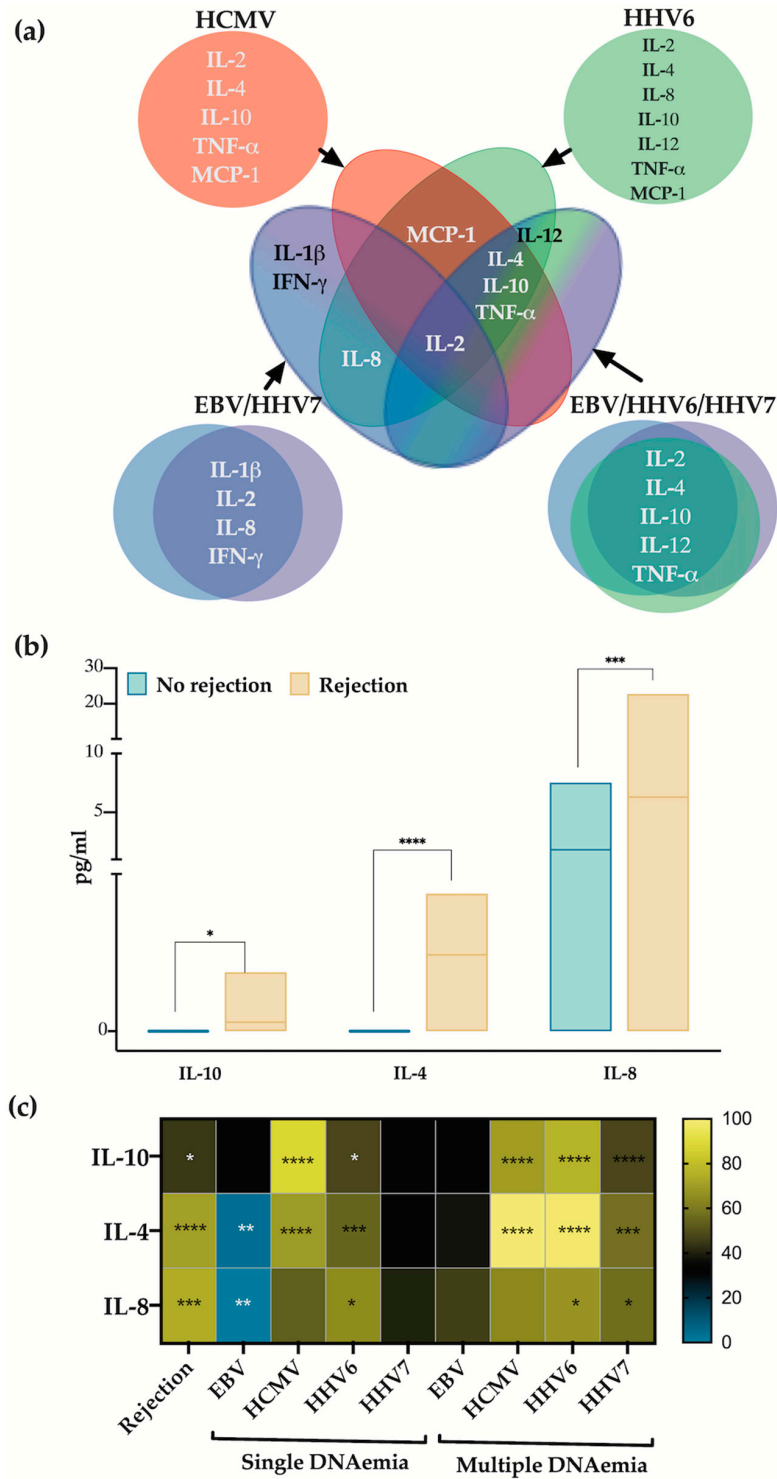 (a)
HCMV
HHV6
IL-2
IL-4
IL-10
TNF-α
MCP-1
IL-2
IL-4
IL-8
IL-10
IL-12
TNF-α
MCP-1
MCP-1
IL-12
IL-1β
IFN-γ
IL-4
IL-10
TNF-α
IL-8
IL-2
EBV/HHV7
EBV/HHV6/HHV7
IL-1β
IL-2
IL-8
IFN-γ
IL-2
IL-4
IL-10
IL-12
TNF-α
(b)
30
20
10
5
0
pg/ml
No rejection
Rejection
*
****
***
IL-10
IL-4
IL-8
(c)
IL-10
* **** * **** **** ****
IL-4
**** ** **** *** **** **** ***
IL-8
*** ** * * *
100
80
60
40
20
0
Rejection
EBV
HCMV
HHV6
HHV7
EBV
HCMV
HHV6
HHV7
Single DNAemia
Multiple DNAemia